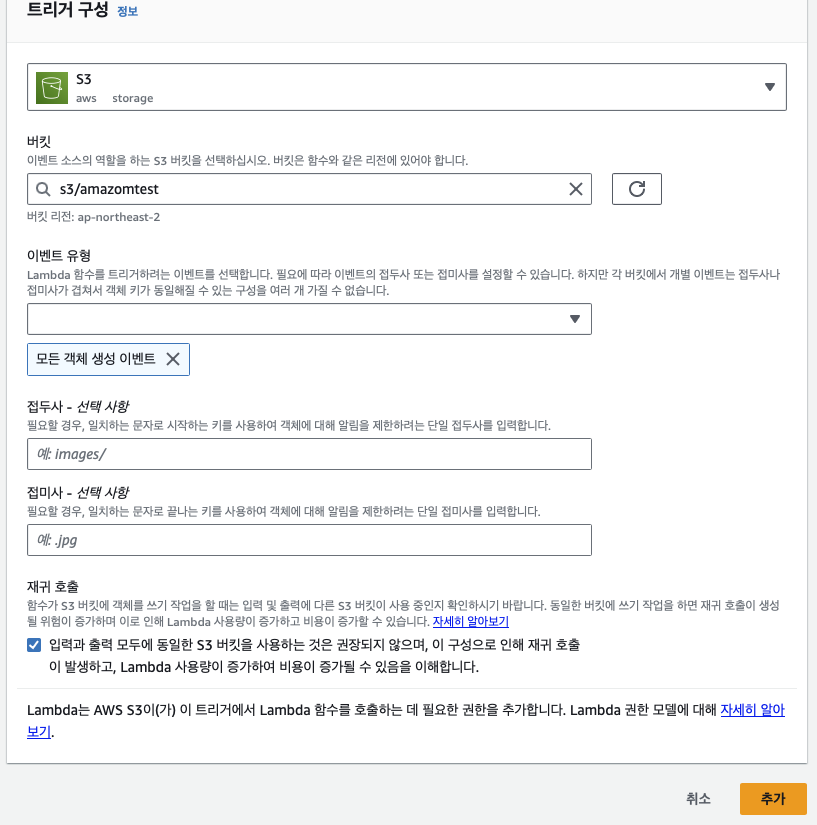 트리거 구성 정보
S3
aws storage
버킷
이벤트 소스의 역할을 하는 S3 버킷을 선택하십시오. 버킷은 함수와 같은 리전에 있어야 합니다.
s3/amazomtest
버킷 리전: ap-northeast-2
이벤트 유형
Lambda 함수를 트리거하려는 이벤트를 선택합니다. 필요에 따라 이벤트의 접두사 또는 접미사를 설정할 수 있습니다. 하지만 각 버킷에서 개별 이벤트는 접두사나
접미사가 겹쳐서 객체 키가 동일해질 수 있는 구성을 여러 개 가질 수 없습니다.
모든 객체 생성 이벤트
접두사 - 선택 사항
필요할 경우, 일치하는 문자로 시작하는 키를 사용하여 객체에 대해 알림을 제한하려는 단일 접두사를 입력합니다.
예: images/
접미사 - 선택 사항
필요할 경우, 일치하는 문자로 끝나는 키를 사용하여 객체에 대해 알림을 제한하려는 단일 접미사를 입력합니다.
예: .jpg
재귀 호출
함수가 S3 버킷에 객체를 쓰기 작업을 할 때는 입력 및 출력에 다른 S3 버킷이 사용 중인지 확인하시기 바랍니다. 동일한 버킷에 쓰기 작업을 하면 재귀 호출이 생성
될 위험이 증가하며 이로 인해 Lambda 사용량이 증가하고 비용이 증가할 수 있습니다. 자세히 알아보기
입력과 출력 모두에 동일한 S3 버킷을 사용하는 것은 권장되지 않으며, 이 구성으로 인해 재귀 호출
이 발생하고, Lambda 사용량이 증가하여 비용이 증가될 수 있음을 이해합니다.
Lambda는 AWS S3이(가) 이 트리거에서 Lambda 함수를 호출하는 데 필요한 권한을 추가합니다. Lambda 권한 모델에 대해 자세히 알아
보기.
취소 추가